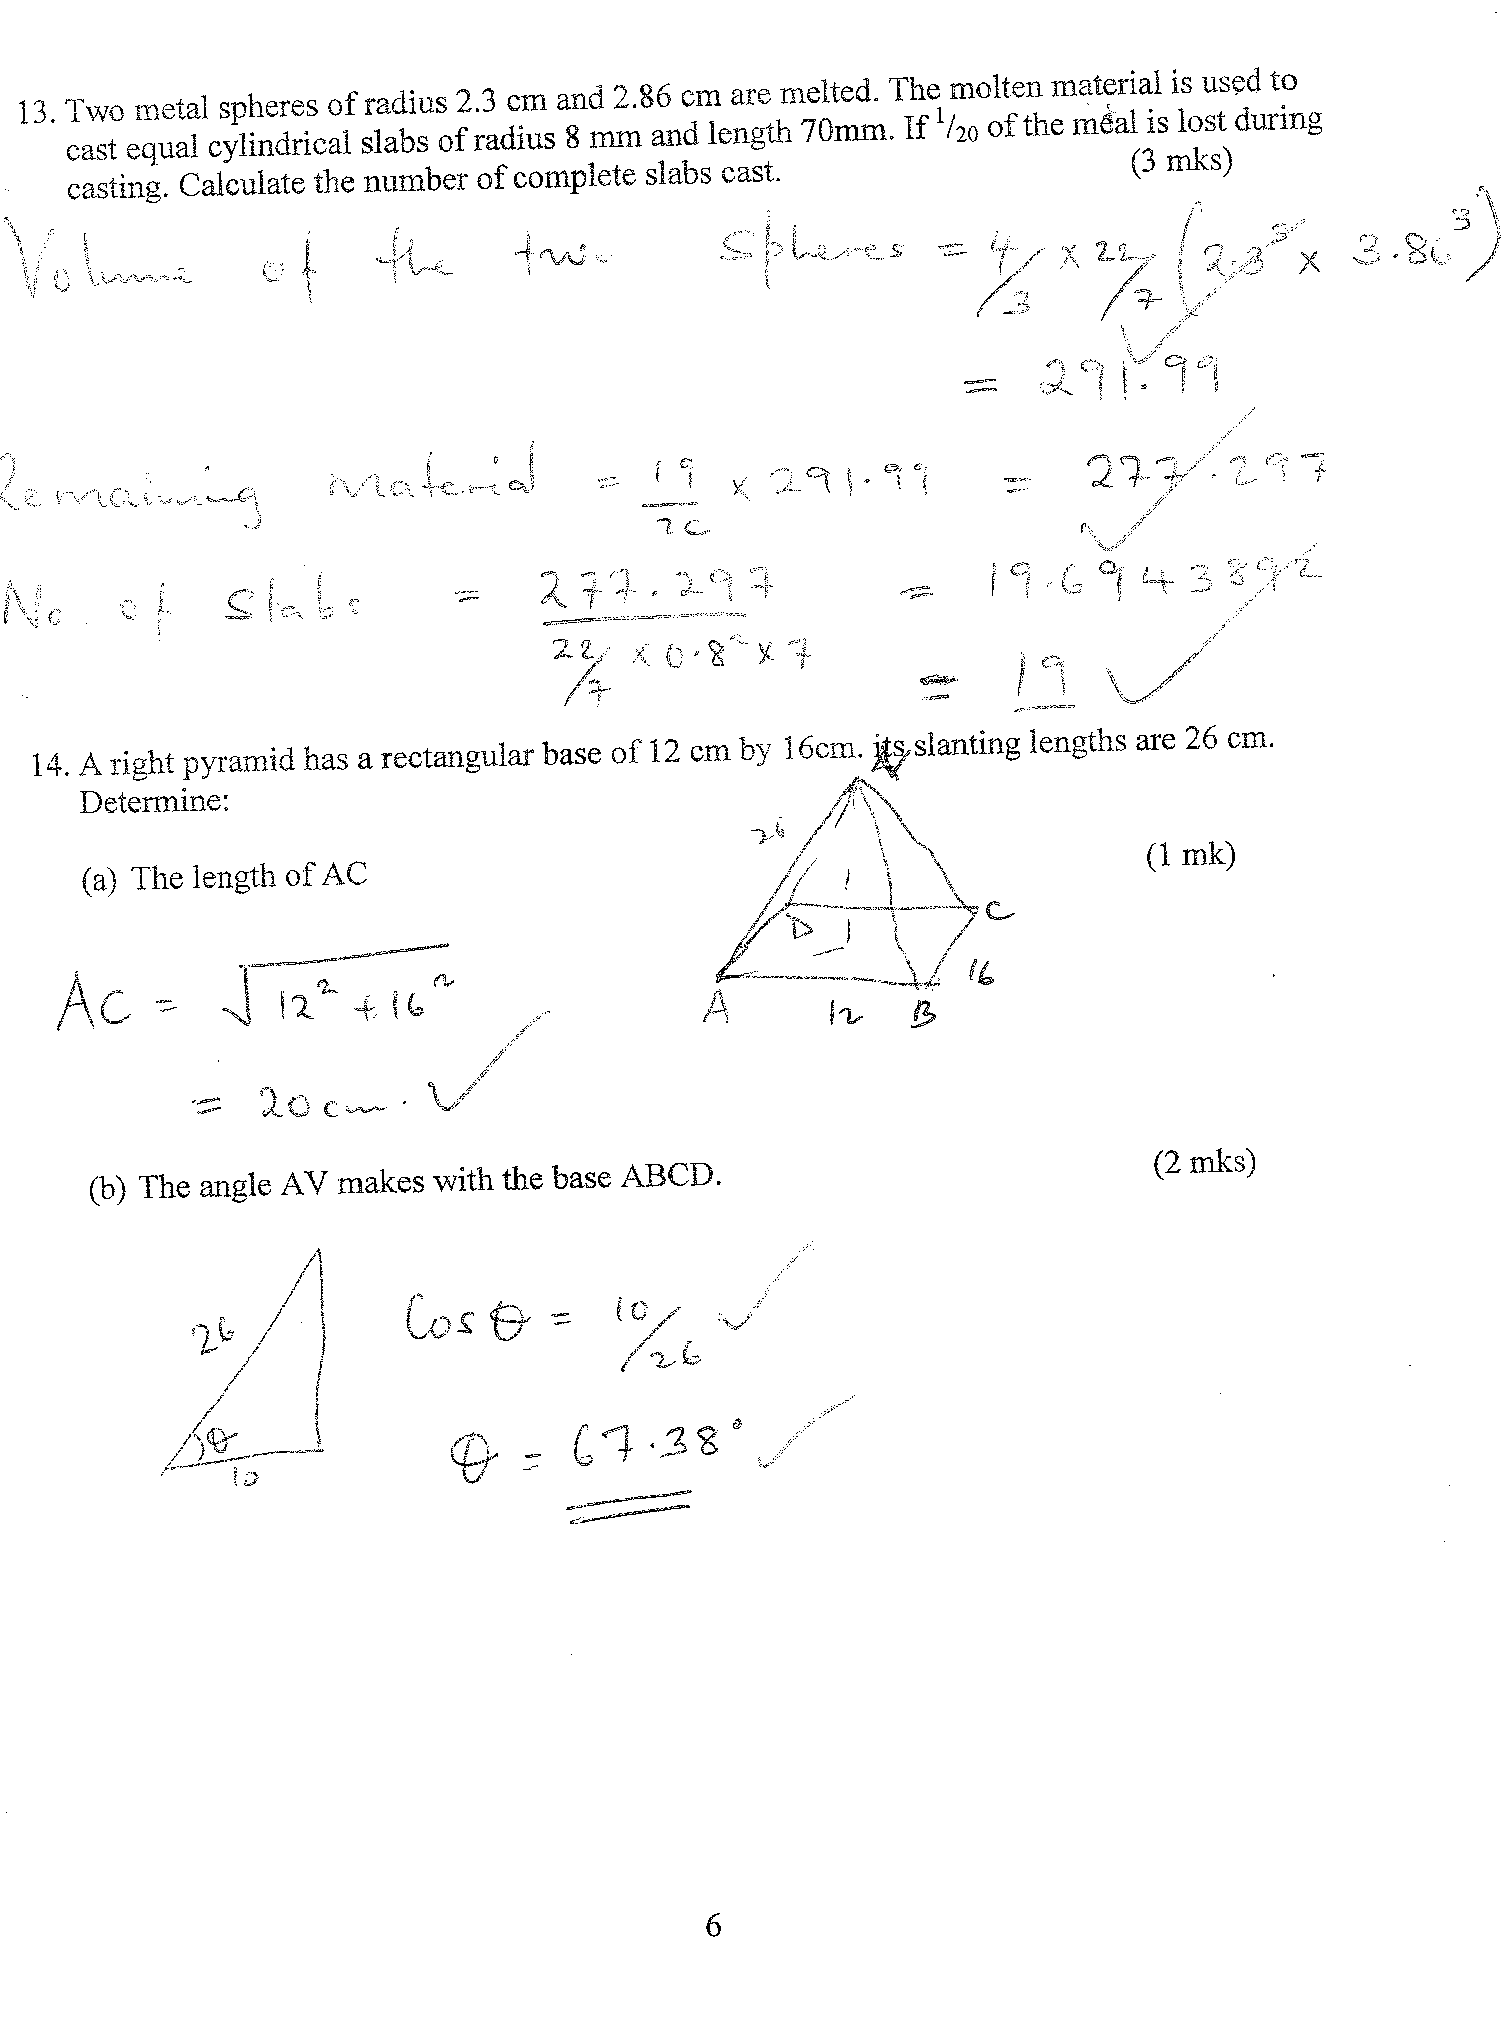 13. Two metal spheres of radius 2.3 cm and 2.86 cm are melted. The molten material is used to
cast equal cylindrical slabs of radius 8 mm and length 70mm. If 1/20 of the meal is lost during
casting. Calculate the number of complete slabs cast. (3 mks)
Volume of the two spheres = 4/3 x 22/7 (2.3³ x 3.86³)
= 291.99
Remaining material = 19/20 x 291.99 = 277.297
No. of slabs = 277.297 / 22/7 x 0.8² x 7 = 19.69438892
= 19
14. A right pyramid has a rectangular base of 12 cm by 16cm. its slanting lengths are 26 cm.
Determine:
26
(a) The length of AC (1 mk)
D C
AC = √12² + 16²
16
A 12 B
= 20 cm.
(b) The angle AV makes with the base ABCD. (2 mks)
26 Cos θ = 10/26
θ
10
θ = 67.38°
6